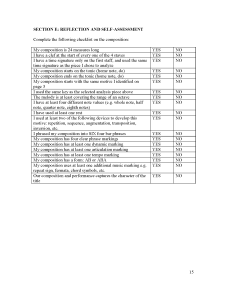 SECTION E: REFLECTION AND SELF-ASSESSMENT
Complete the following checklist on the composition:
My composition is 24 measures long YES NO
I have a clef at the start of every one of the 4 staves YES NO
I have a time signature only on the first staff, and used the same YES NO
time signature as the piece I chose to analyze
My composition starts on the tonic (home note, do) YES NO
My composition ends on the tonic (home note, do) YES NO
My composition starts with the same motive I identified on YES NO
page 5
I used the same key as the selected analysis piece above YES NO
The melody is at least covering the range of an octave YES NO
I have at least four different note values (e.g. whole note, half YES NO
note, quarter note, eighth notes)
I have used at least one rest YES NO
I used at least two of the following devices to develop this YES NO
motive: repetition, sequence, augmentation, transposition,
inversion, etc.
I phrased my composition into SIX four bar phrases. YES NO
My composition has four clear phrase markings YES NO
My composition has at least one dynamic marking YES NO
My composition has at least one articulation marking YES NO
My composition has at least one tempo marking YES NO
My composition has a form: AB or ABA YES NO
My composition uses at least one additional music marking e.g. YES NO
repeat sign, fermata, chord symbols, etc.
Our composition and performance captures the character of the YES NO
title
15